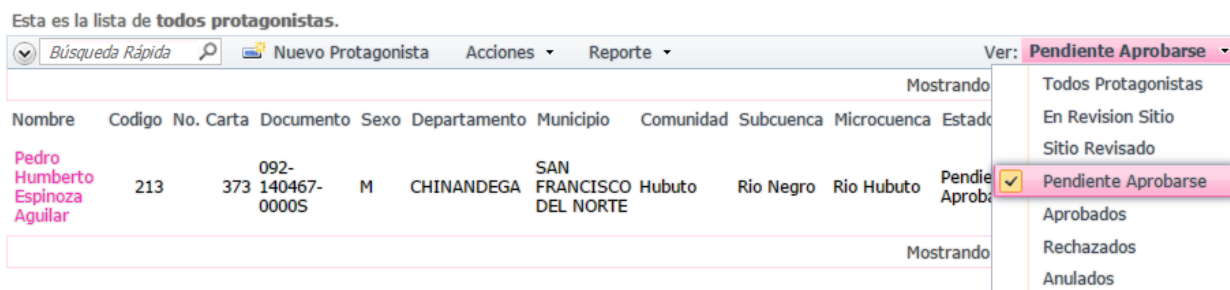 Esta es la lista de todos protagonistas.
Búsqueda Rápida Nuevo Protagonista Acciones Reporte Ver: Pendiente Aprobarse
Mostrando
Todos Protagonistas
En Revision Sitio
Sitio Revisado
Pendiente Aprobarse
Aprobados
Rechazados
Anulados
Nombre Codigo No. Carta Documento Sexo Departamento Municipio Comunidad Subcuenca Microcuenca Estado
Pedro
Humberto
Espinoza
Aguilar
213
373
092-
140467-
0000S
M
CHINANDEGA
SAN
FRANCISCO
DEL NORTE
Hubuto
Rio Negro
Rio Hubuto
Pendie
Aproba
Mostrando